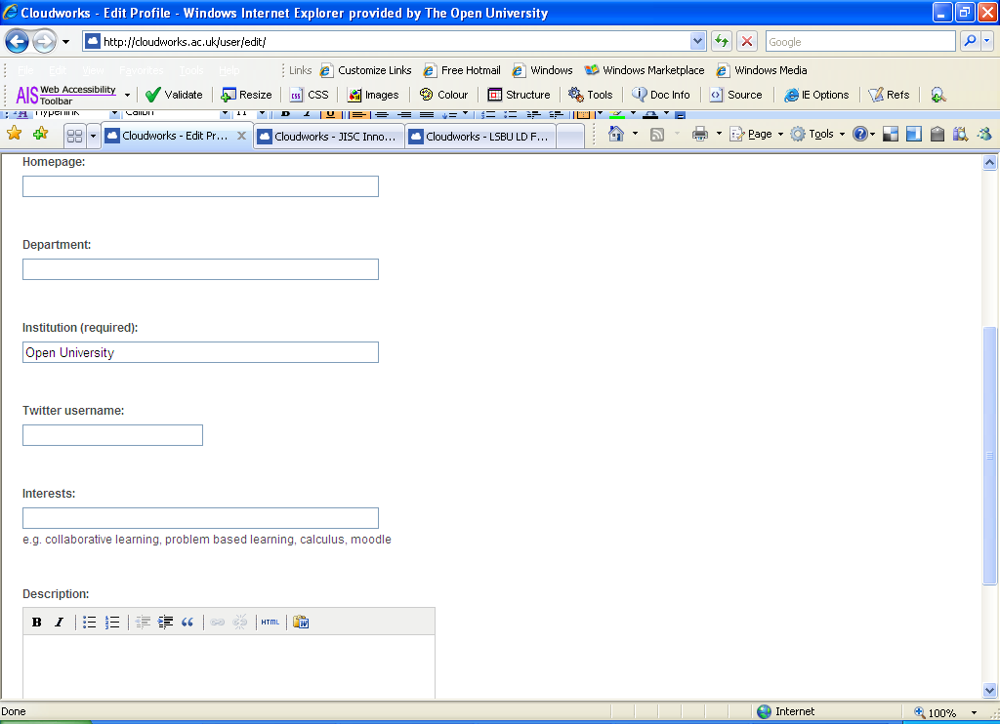 Cloudworks - Edit Profile - Windows Internet Explorer provided by The Open University
http://cloudworks.ac.uk/user/edit/
Google
File Edit View Favorites Tools Help
Links Customize Links Free Hotmail Windows Windows Marketplace Windows Media
AIS Web Accessibility Toolbar Validate Resize CSS Images Colour Structure Tools Doc Info Source IE Options Refs
Hyperlink Calibri 11 B I U
Cloudworks - Edit Pr... Cloudworks - JISC Inno... Cloudworks - LSBU LD F... Page Tools
Homepage:
Department:
Institution (required):
Open University
Twitter username:
Interests:
e.g. collaborative learning, problem based learning, calculus, moodle
Description:
B I HTML
Done Internet 100%